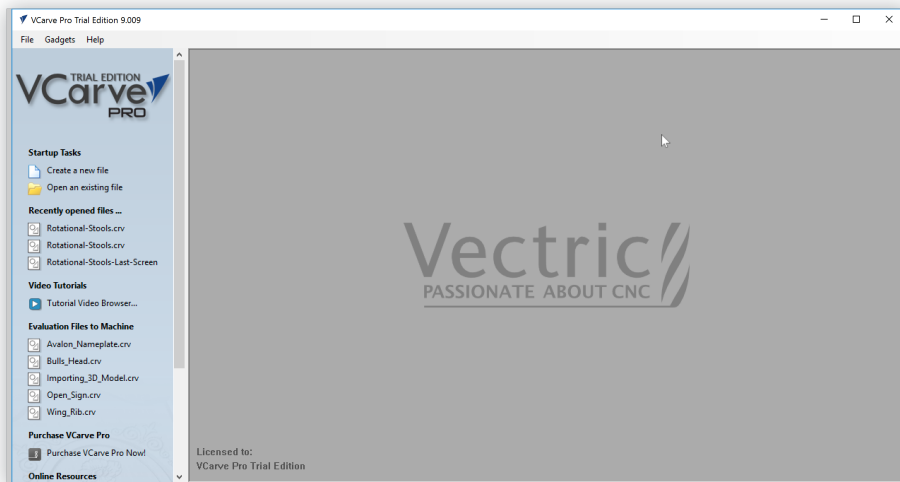 VCarve Pro Trial Edition 9.009
File Gadgets Help
TRIAL EDITION
VCarve
PRO
Startup Tasks
Create a new file
Open an existing file
Recently opened files ...
Rotational-Stools.crv
Rotational-Stools.crv
Rotational-Stools-Last-Screen
Video Tutorials
Tutorial Video Browser...
Evaluation Files to Machine
Avalon_Nameplate.crv
Bulls_Head.crv
Importing_3D_Model.crv
Open_Sign.crv
Wing_Rib.crv
Purchase VCarve Pro
Purchase VCarve Pro Now!
Online Resources
Vectric
PASSIONATE ABOUT CNC
Licensed to:
VCarve Pro Trial Edition